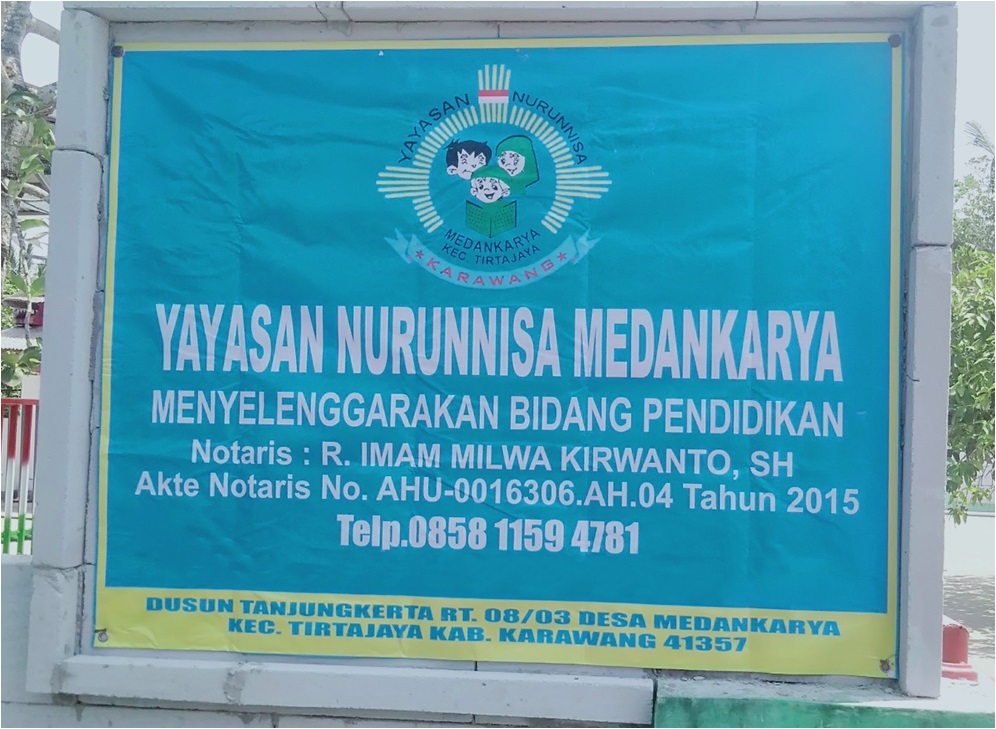 YAYASAN NURUNNISA
MEDANKARYA
KEC. TIRTAJAYA
KARAWANG
YAYASAN NURUNNISA MEDANKARYA
MENYELENGGARAKAN BIDANG PENDIDIKAN
Notaris : R. IMAM MILWA KIRWANTO, SH
Akte Notaris No. AHU-0016306.AH.04 Tahun 2015
Telp.0858 1159 4781
DUSUN TANJUNGKERTA RT. 08/03 DESA MEDANKARYA
KEC. TIRTAJAYA KAB. KARAWANG 41357